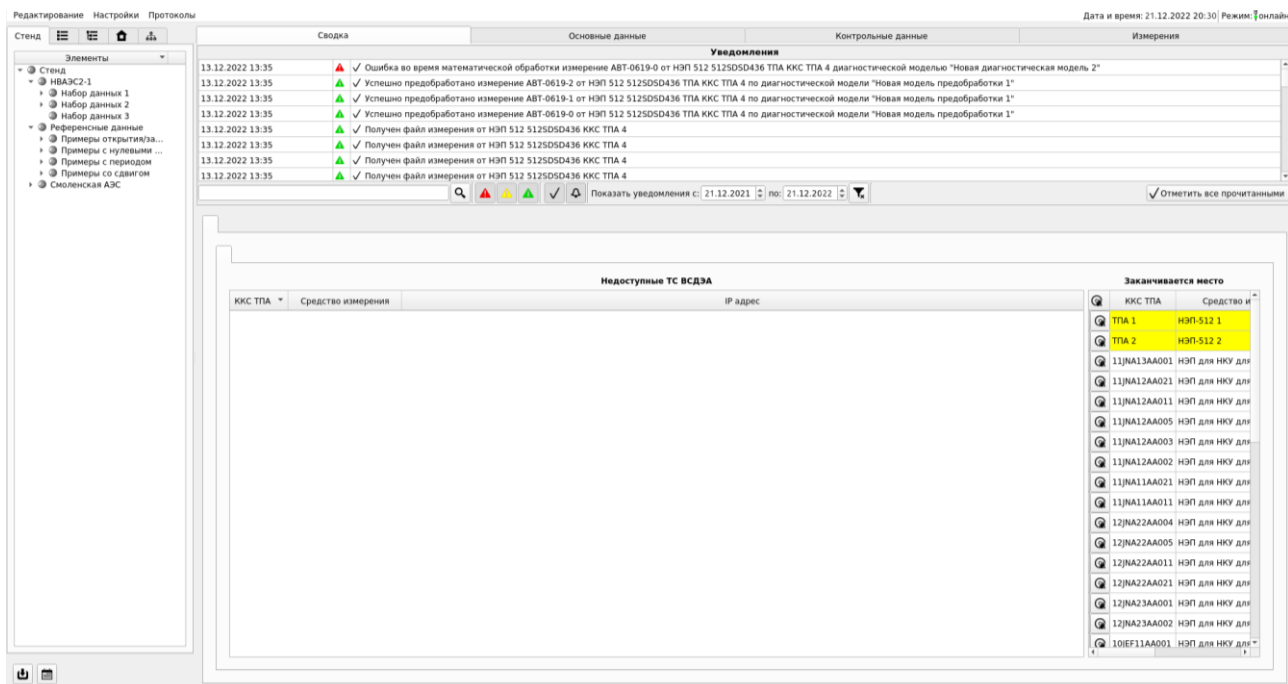 Редактирование Настройки Протоколы
Дата и время: 21.12.2022 20:30 Режим: онлайн
Стенд
Сводка
Основные данные
Контрольные данные
Измерения
Элементы
Стенд
НВАЭС2-1
Набор данных 1
Набор данных 2
Набор данных 3
Референсные данные
Примеры открытия/за...
Примеры с нулевыми ...
Примеры с периодом
Примеры со сдвигом
Смоленская АЭС
Уведомления
13.12.2022 13:35 Ошибка во время математической обработки измерение АВТ-0619-0 от НЭП 512 512SDSD436 ТПА ККС ТПА 4 диагностической моделью "Новая диагностическая модель 2"
13.12.2022 13:35 Успешно предобработано измерение АВТ-0619-2 от НЭП 512 512SDSD436 ТПА ККС ТПА 4 по диагностической модели "Новая модель предобработки 1"
13.12.2022 13:35 Успешно предобработано измерение АВТ-0619-1 от НЭП 512 512SDSD436 ТПА ККС ТПА 4 по диагностической модели "Новая модель предобработки 1"
13.12.2022 13:35 Успешно предобработано измерение АВТ-0619-0 от НЭП 512 512SDSD436 ТПА ККС ТПА 4 по диагностической модели "Новая модель предобработки 1"
13.12.2022 13:35 Получен файл измерения от НЭП 512 512SDSD436 ККС ТПА 4
13.12.2022 13:35 Получен файл измерения от НЭП 512 512SDSD436 ККС ТПА 4
13.12.2022 13:35 Получен файл измерения от НЭП 512 512SDSD436 ККС ТПА 4
13.12.2022 13:35 Получен файл измерения от НЭП 512 512SDSD436 ККС ТПА 4
Показать уведомления с: 21.12.2021 по: 21.12.2022
Отметить все прочитанными
Недоступные ТС ВСДЭА
ККС ТПА Средство измерения IP адрес
Заканчивается место
ККС ТПА Средство и
ТПА 1 НЭП-512 1
ТПА 2 НЭП-512 2
11JNA13AA001 НЭП для НКУ для
11JNA12AA021 НЭП для НКУ для
11JNA12AA011 НЭП для НКУ для
11JNA12AA005 НЭП для НКУ для
11JNA12AA003 НЭП для НКУ для
11JNA12AA002 НЭП для НКУ для
11JNA11AA021 НЭП для НКУ для
11JNA11AA011 НЭП для НКУ для
12JNA22AA004 НЭП для НКУ для
12JNA22AA005 НЭП для НКУ для
12JNA22AA011 НЭП для НКУ для
12JNA22AA021 НЭП для НКУ для
12JNA23AA001 НЭП для НКУ для
12JNA23AA002 НЭП для НКУ для
10JEF11AA001 НЭП для НКУ для